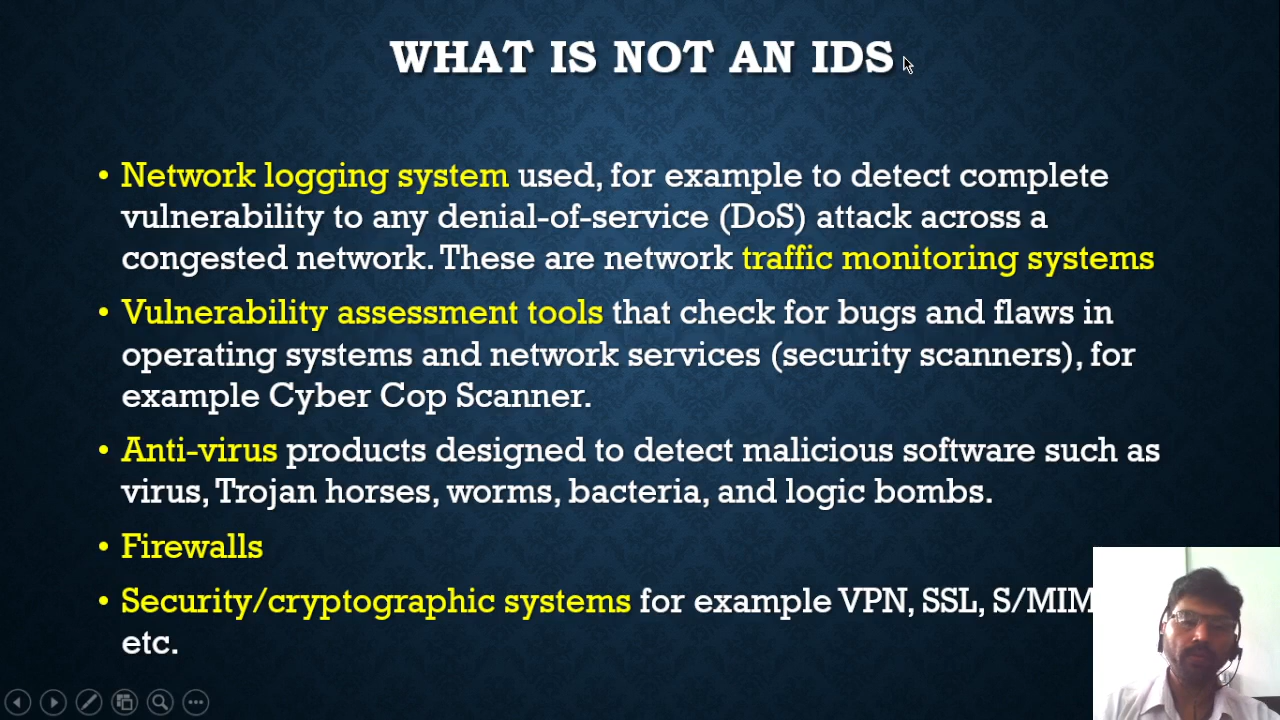 WHAT IS NOT AN IDS
• Network logging system used, for example to detect complete
vulnerability to any denial-of-service (DoS) attack across a
congested network. These are network traffic monitoring systems
• Vulnerability assessment tools that check for bugs and flaws in
operating systems and network services (security scanners), for
example Cyber Cop Scanner.
• Anti-virus products designed to detect malicious software such as
virus, Trojan horses, worms, bacteria, and logic bombs.
• Firewalls
• Security/cryptographic systems for example VPN, SSL,
etc.